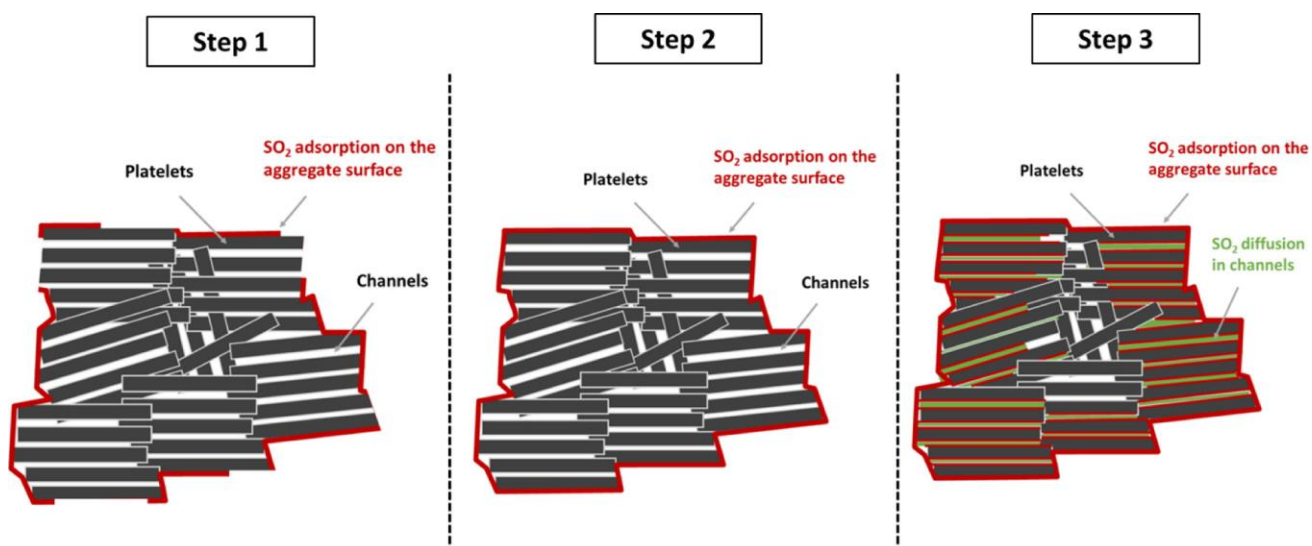 Step 1
SO₂ adsorption on the
aggregate surface
Platelets
Channels
Step 2
SO₂ adsorption on the
aggregate surface
Platelets
Channels
Step 3
SO₂ adsorption on the
aggregate surface
Platelets
SO₂ diffusion
in channels